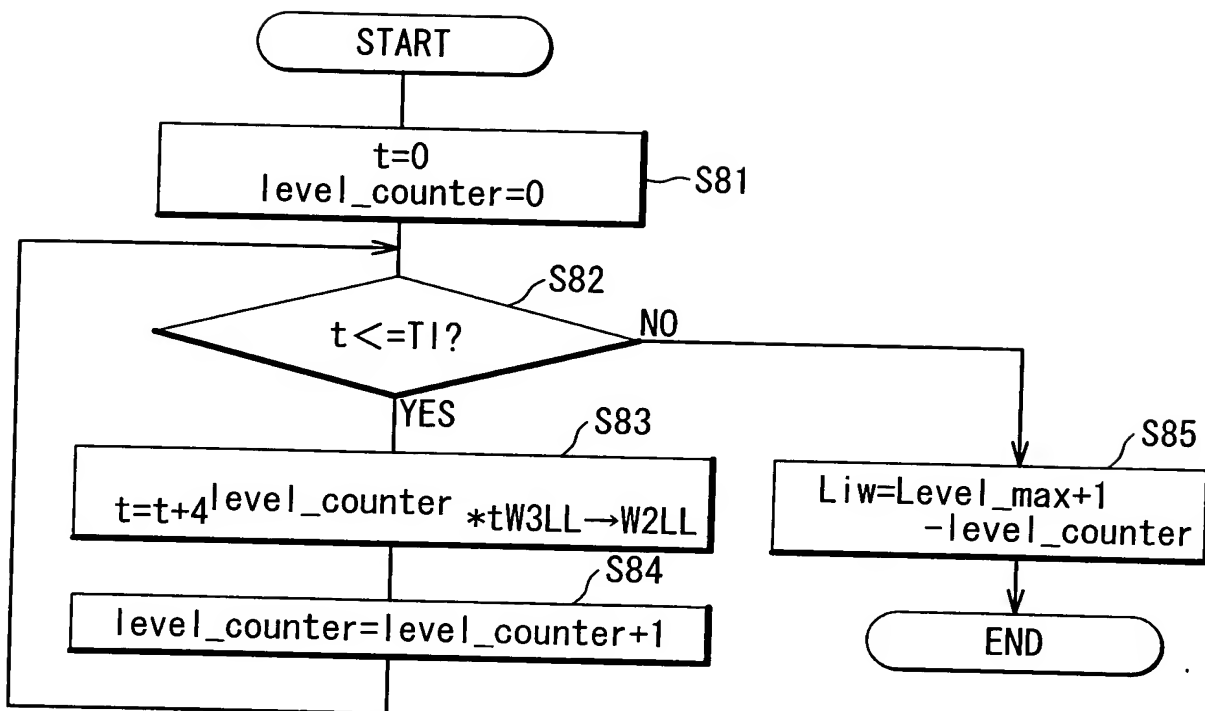 START
t=0
level_counter=0
S81
S82
t<=TI?
NO
YES
S83
t=t+4level_counter *tW3LL→W2LL
S85
Liw=Level_max+1
-level_counter
S84
level_counter=level_counter+1
END